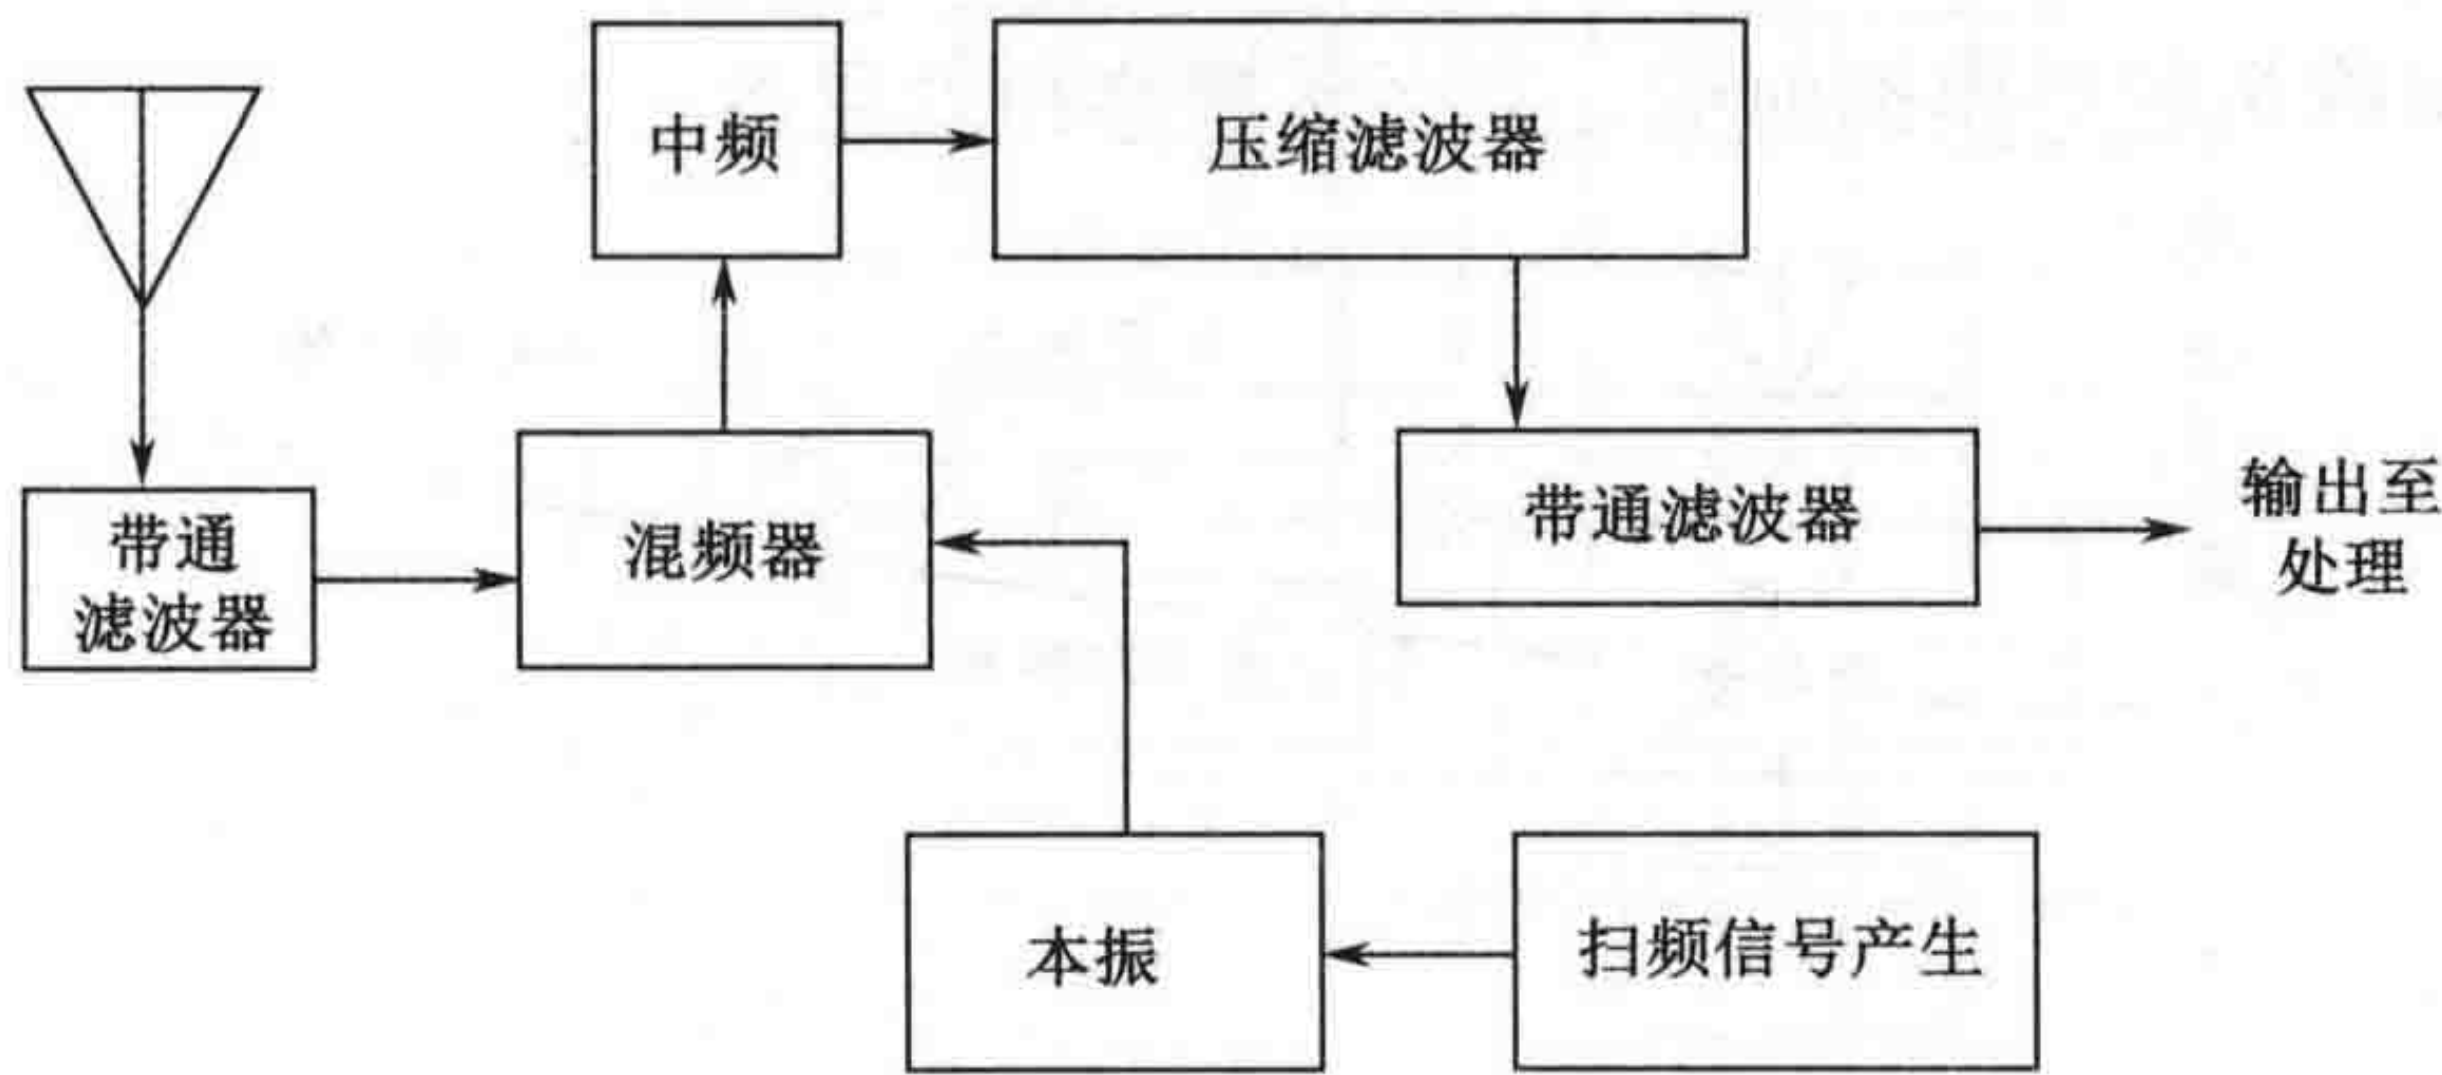 中频
压缩滤波器
带通
滤波器
混频器
带通滤波器
输出至
处理
本振
扫频信号产生